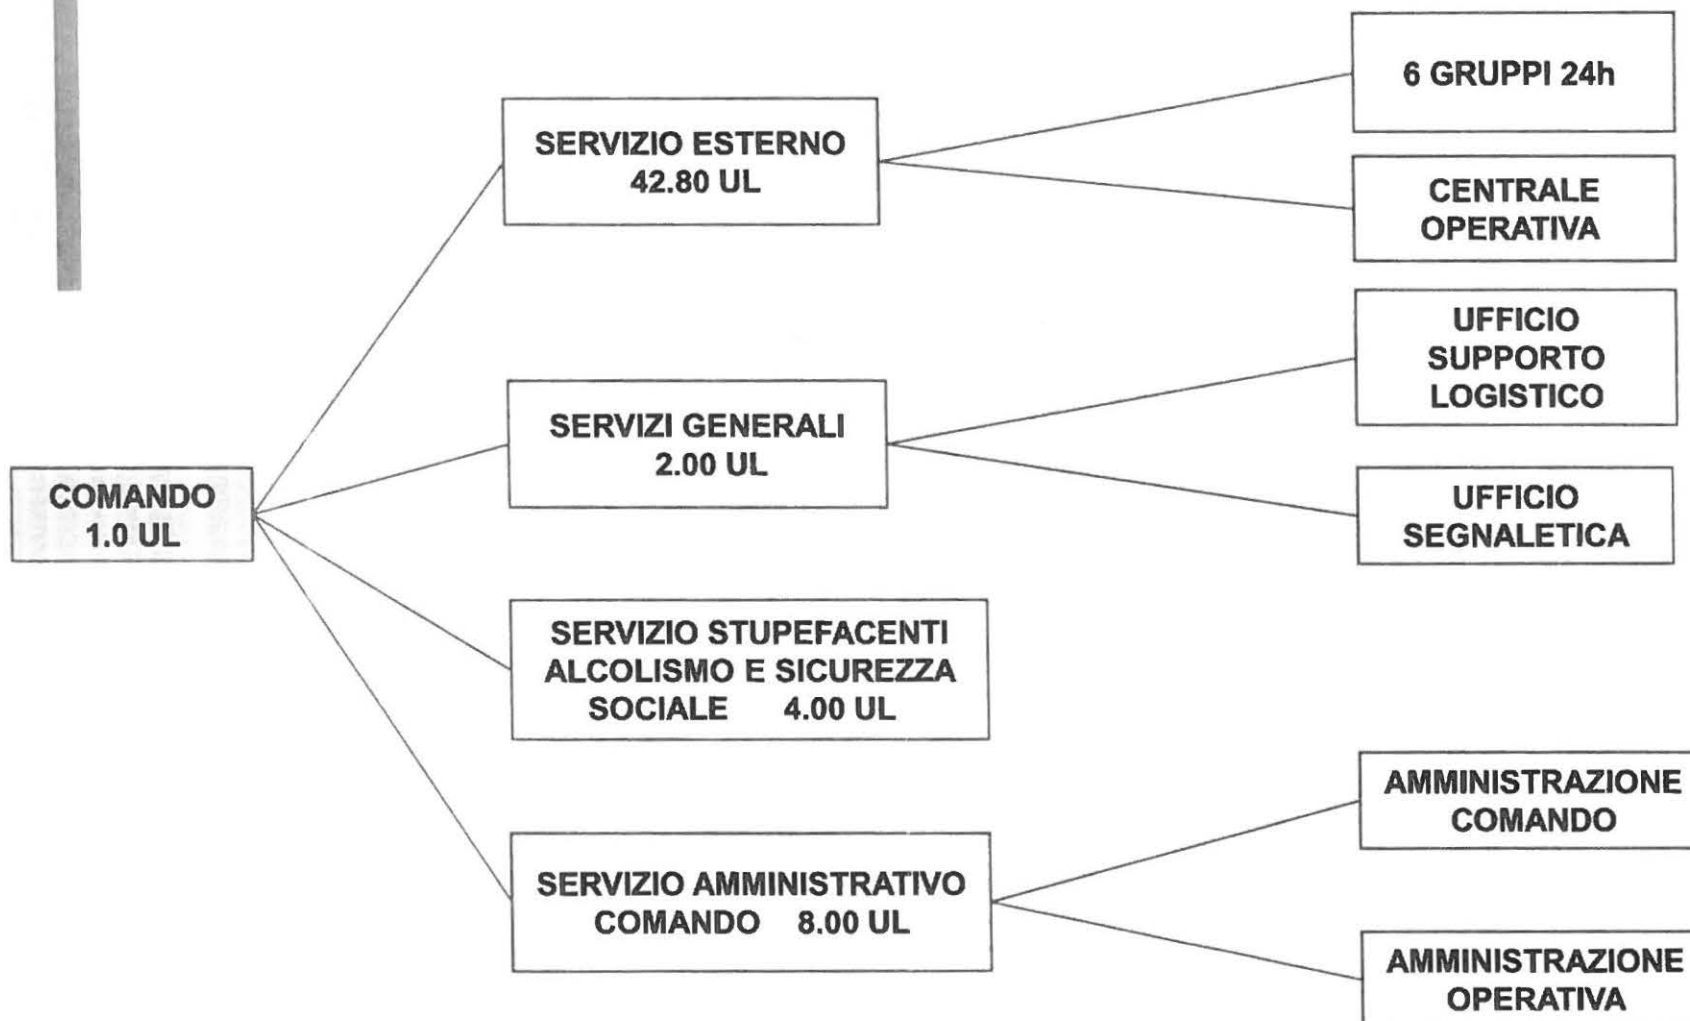 COMANDO
1.0 UL
SERVIZIO ESTERNO
42.80 UL
6 GRUPPI 24h
CENTRALE
OPERATIVA
SERVIZI GENERALI
2.00 UL
UFFICIO
SUPPORTO
LOGISTICO
UFFICIO
SEGNALETICA
SERVIZIO STUPEFACENTI
ALCOLISMO E SICUREZZA
SOCIALE 4.00 UL
SERVIZIO AMMINISTRATIVO
COMANDO 8.00 UL
AMMINISTRAZIONE
COMANDO
AMMINISTRAZIONE
OPERATIVA